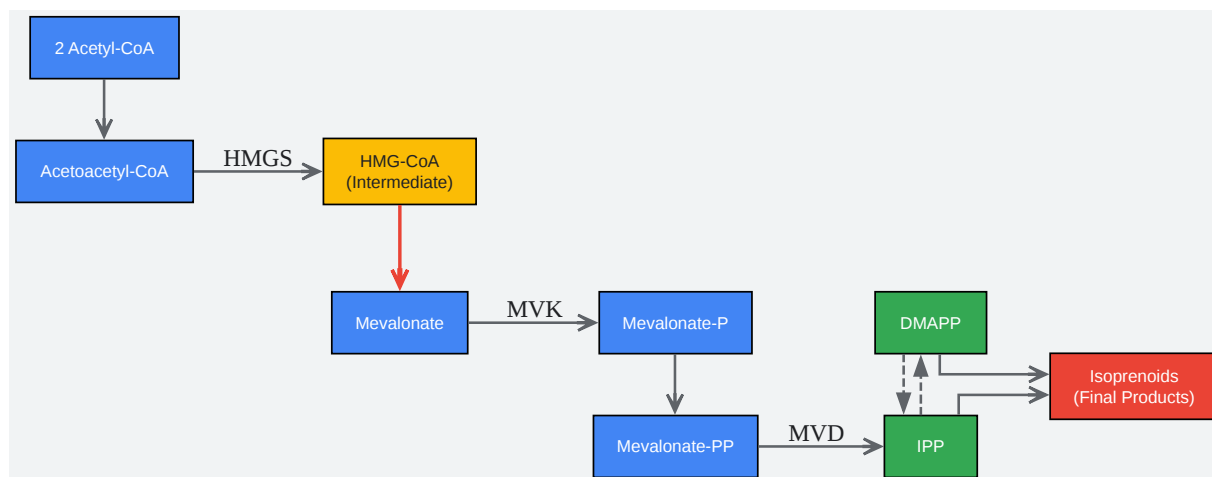 2 Acetyl-CoA
Acetoacetyl-CoA
HMGS
HMG-CoA
(Intermediate)
Mevalonate
MVK
Mevalonate-P
DMAPP
Isoprenoids
(Final Products)
Mevalonate-PP
MVD
IPP